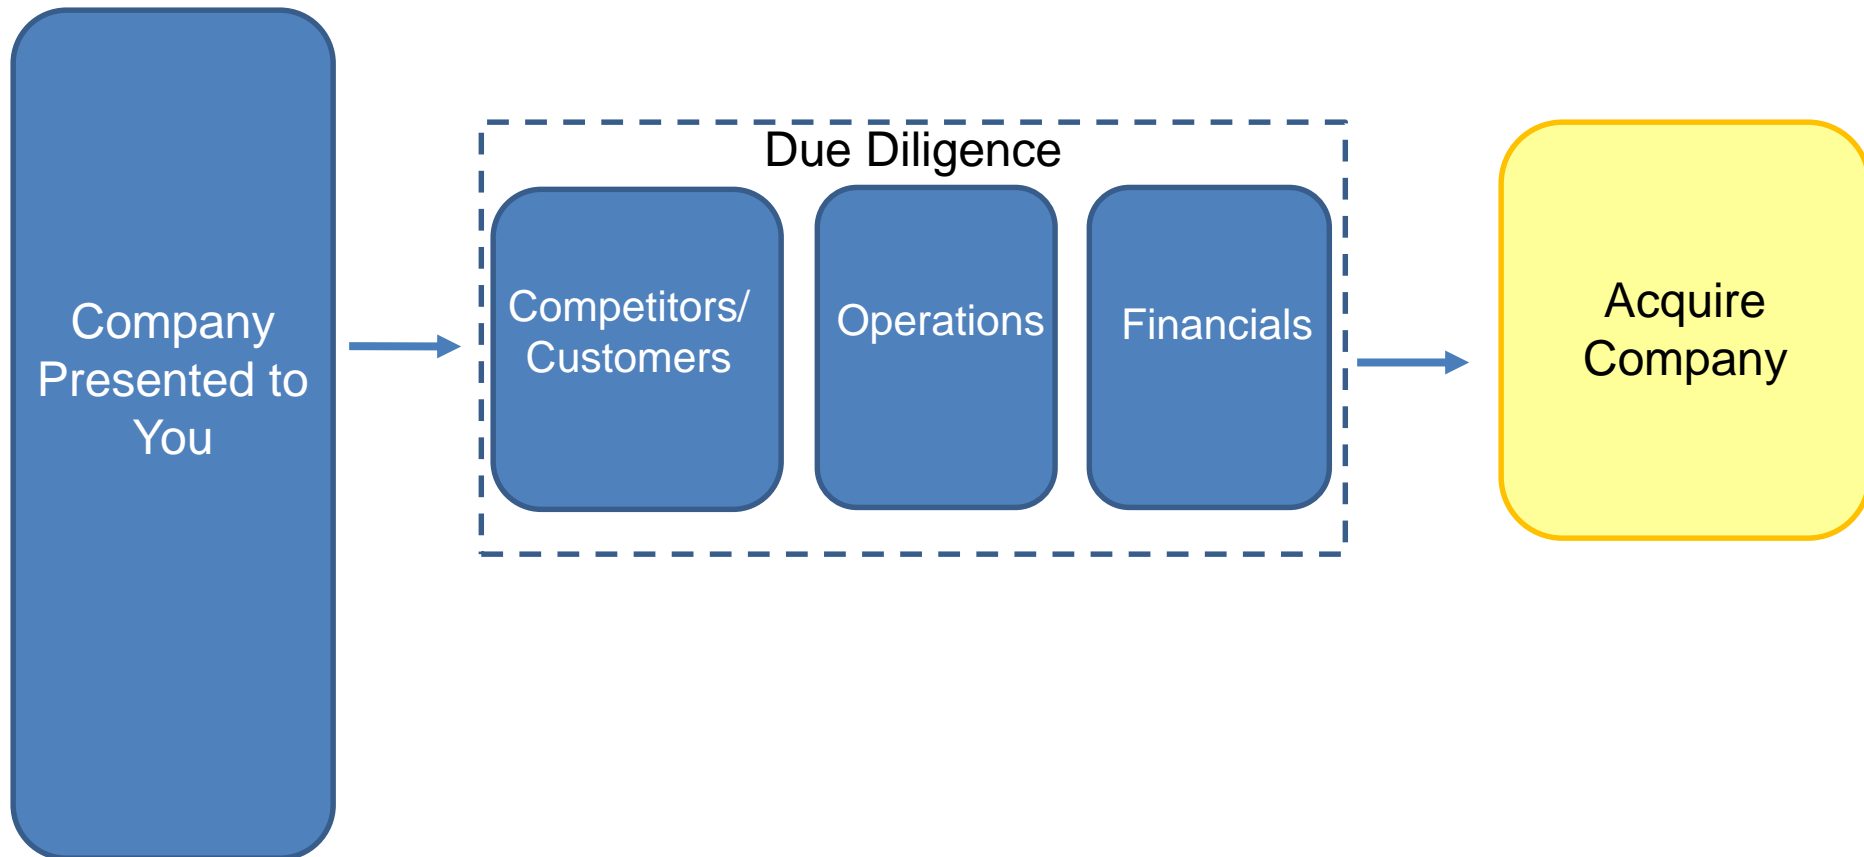 Company
Presented to
You
Due Diligence
Competitors/
Customers
Operations
Financials
Acquire
Company